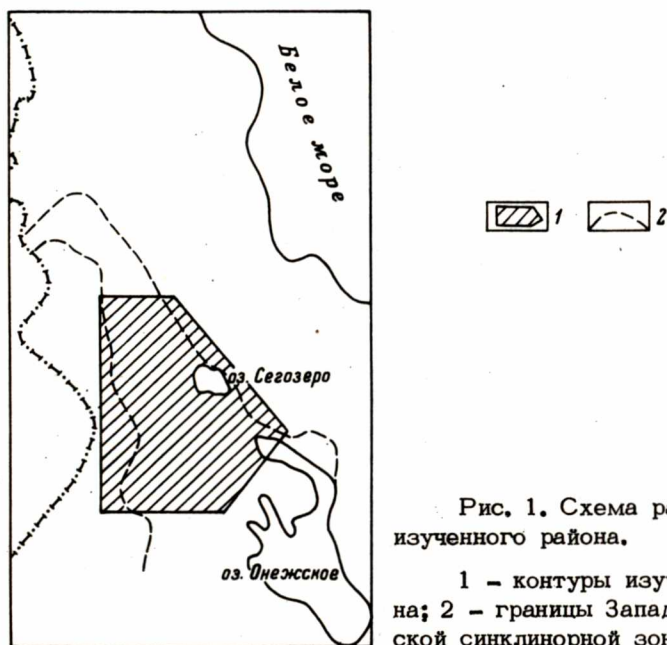 Белое море
1
2
оз. Сегозеро
оз. Онежсское
Рис. 1. Схема ра
изученного района.
1 - контуры изу
на; 2 - границы Запад
ской синклинорной зон